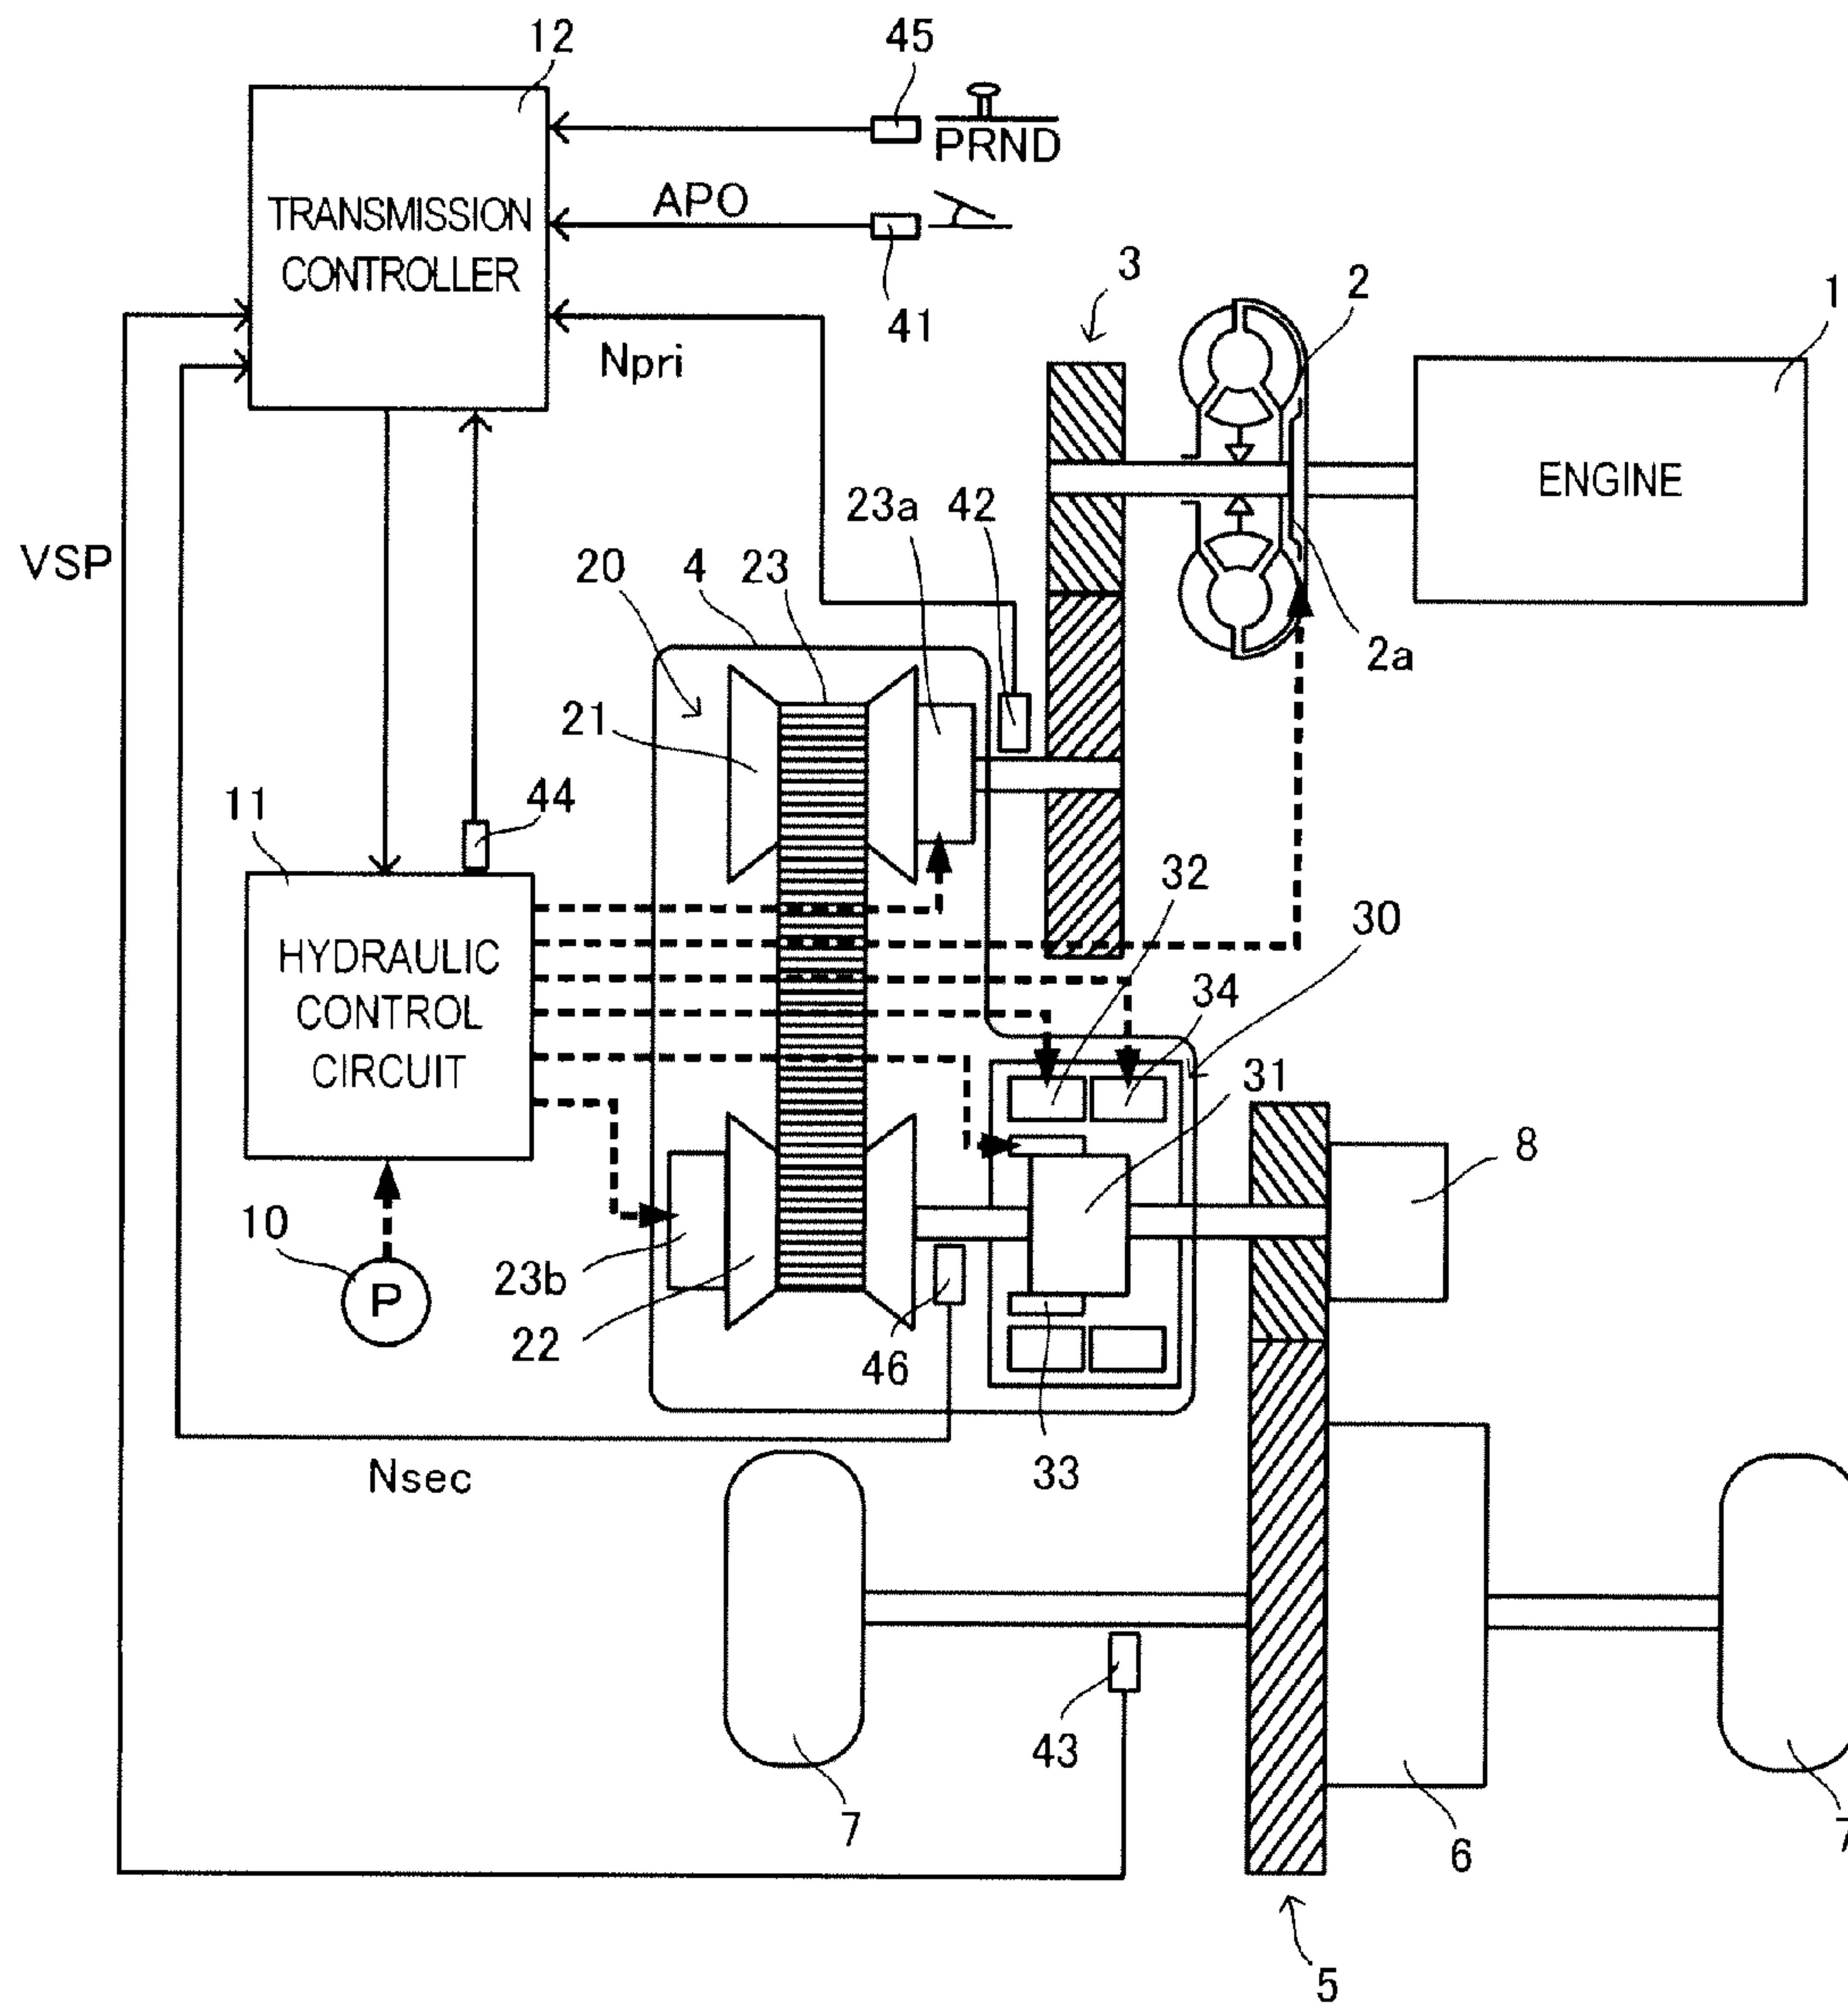 12
45
PRND
TRANSMISSION
CONTROLLER
APO
41
3
2
1
Npri
ENGINE
23a
42
VSP
20
4
23
2a
21
11
44
32
30
HYDRAULIC
CONTROL
CIRCUIT
34
31
8
10
P
23b
22
46
33
Nsec
43
7
6
7
5